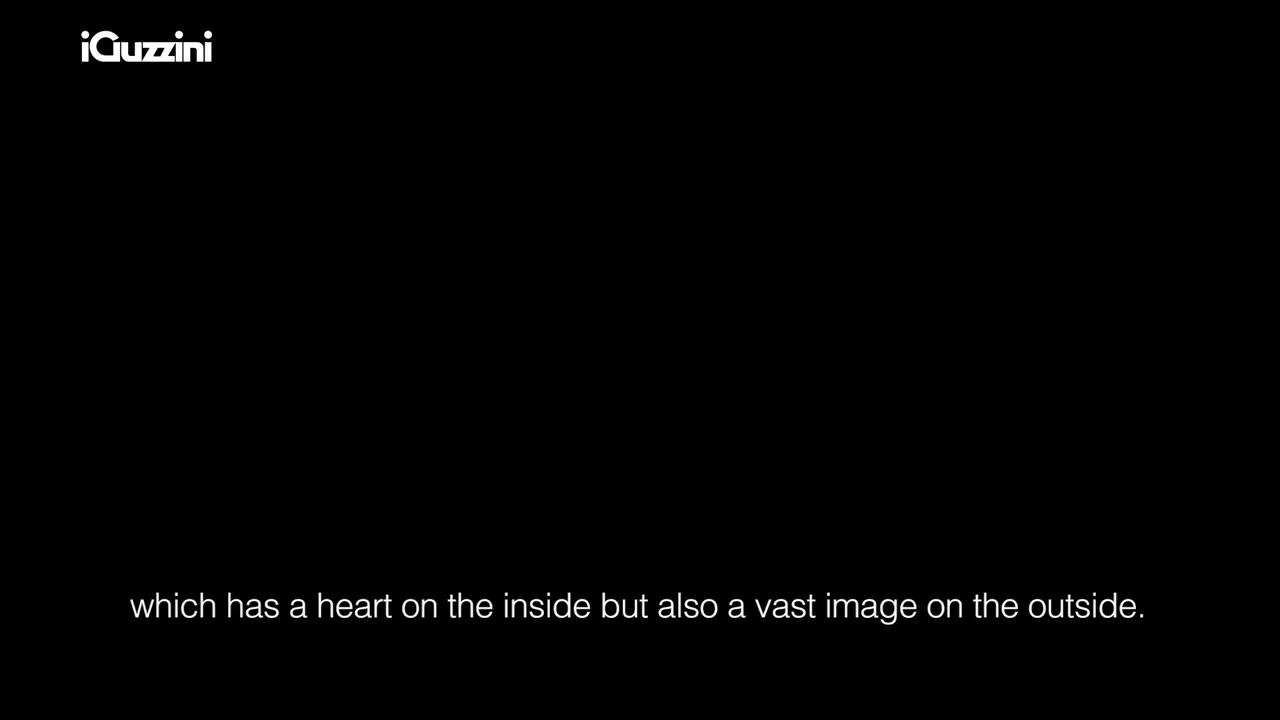 iGuzzini
which has a heart on the inside but also a vast image on the outside.